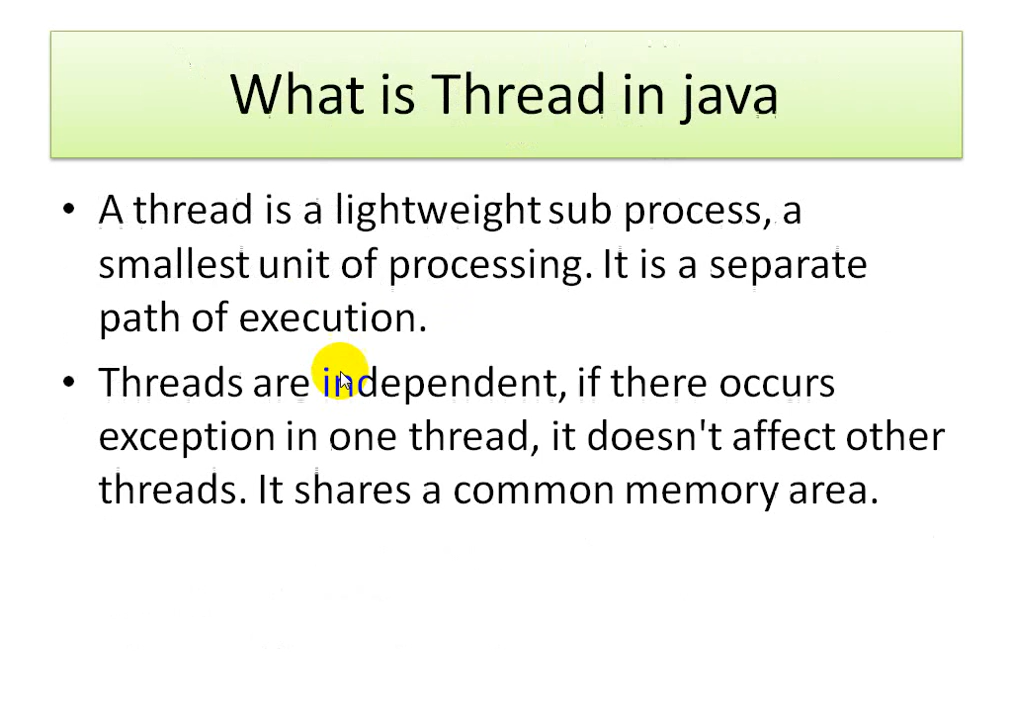 What is Thread in java
• A thread is a lightweight sub process, a
smallest unit of processing. It is a separate
path of execution.
• Threads are independent, if there occurs
exception in one thread, it doesn't affect other
threads. It shares a common memory area.